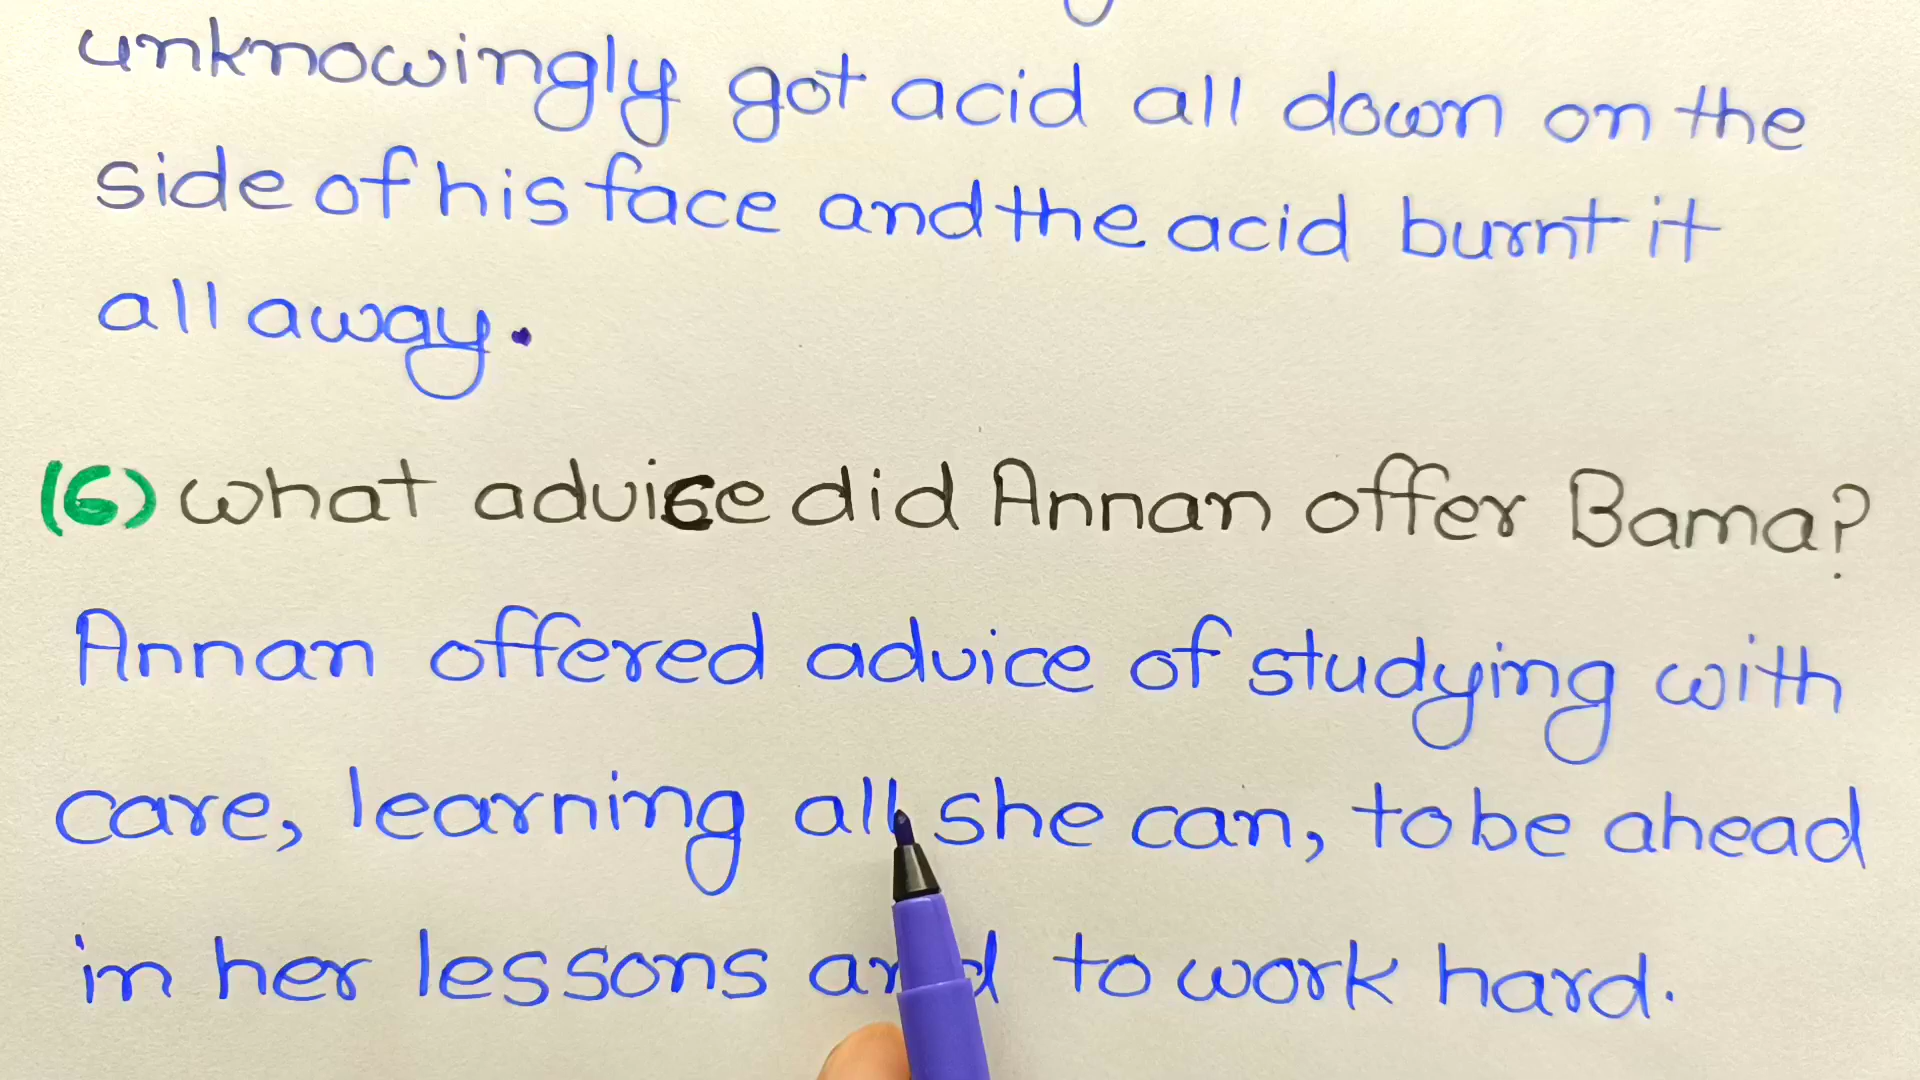 unknowingly got acid all down on the
side of his face and the acid burnt it
all away.
(6) What advice did Annan offer Bama?
Annan offered advice of studying with
care, learning all she can, to be ahead
in her lessons and to work hard.